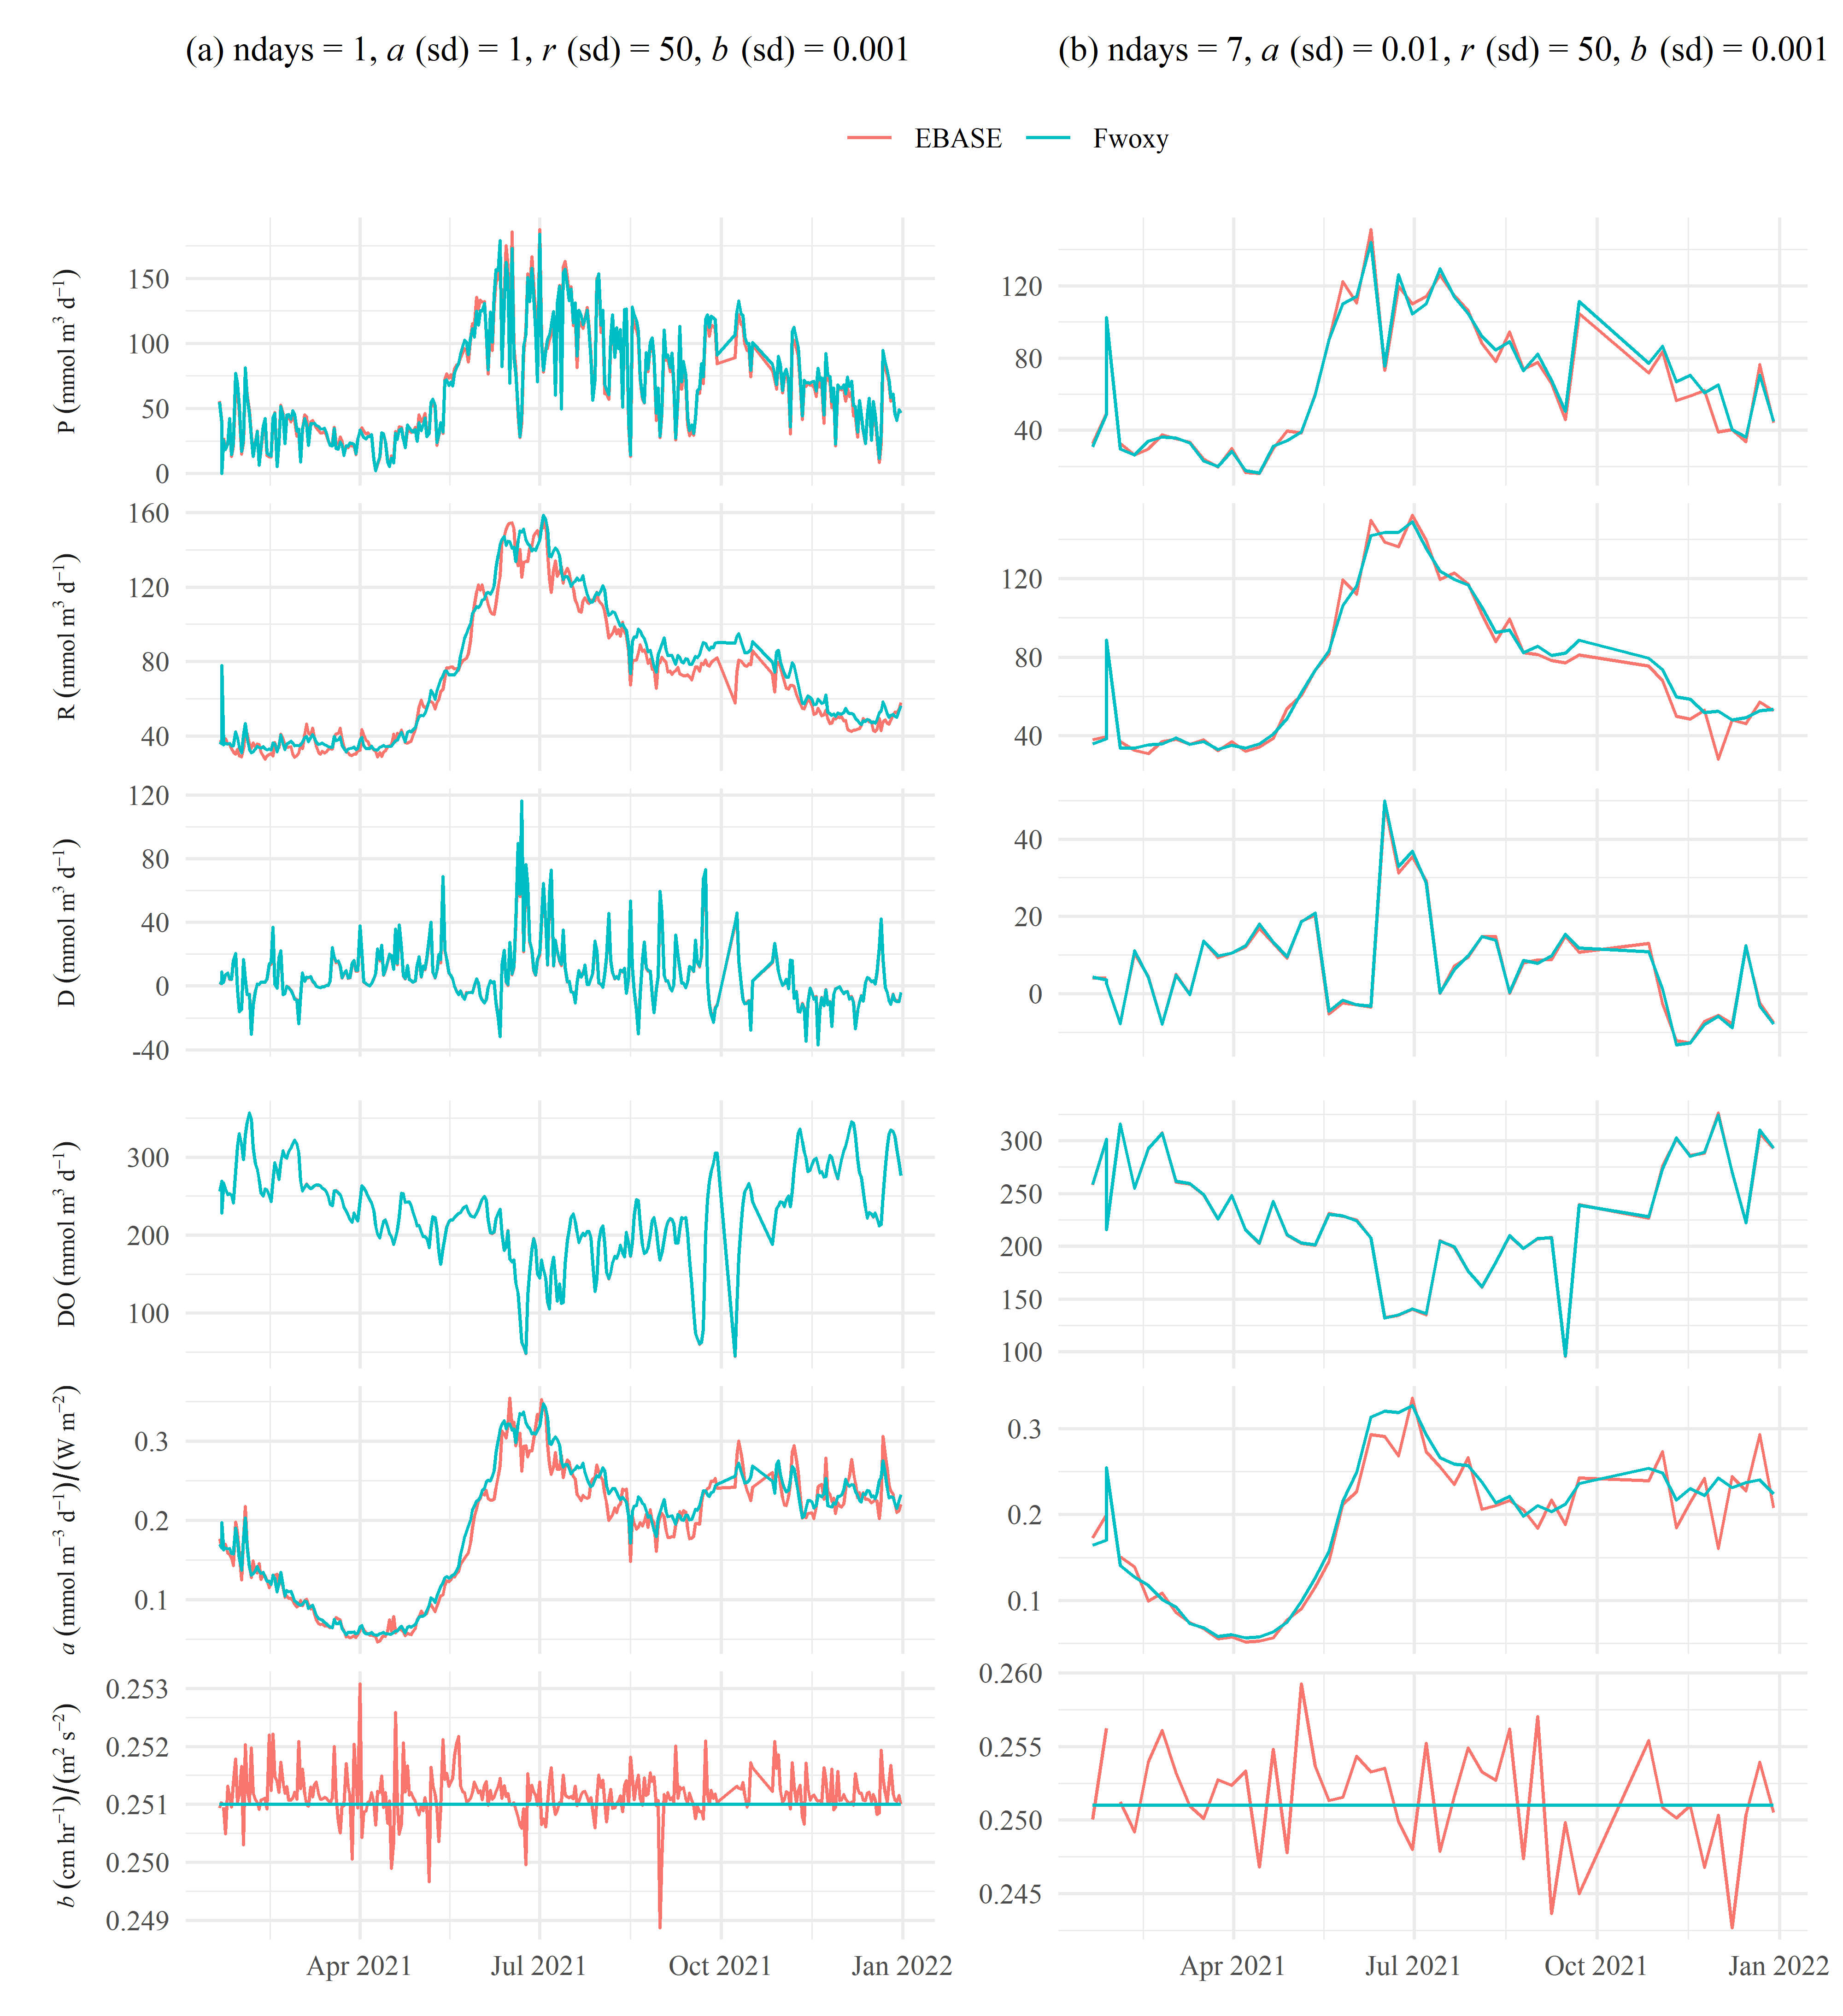 (a) ndays = 1, a (sd) = 1, r (sd) = 50, b (sd) = 0.001
(b) ndays = 7, a (sd) = 0.01, r (sd) = 50, b (sd) = 0.001
EBASE
Fwoxy
P (mmol m³ d⁻¹)
150
100
50
0
120
80
40
R (mmol m³ d⁻¹)
160
120
80
40
120
80
40
D (mmol m³ d⁻¹)
120
80
40
0
-40
40
20
0
DO (mmol m³ d⁻¹)
300
200
100
300
250
200
150
100
a (mmol m⁻³ d⁻¹)/(W m⁻²)
0.3
0.2
0.1
0.3
0.2
0.1
b (cm hr⁻¹)/(m² s⁻²)
0.253
0.252
0.251
0.250
0.249
0.260
0.255
0.250
0.245
Apr 2021
Jul 2021
Oct 2021
Jan 2022
Apr 2021
Jul 2021
Oct 2021
Jan 2022